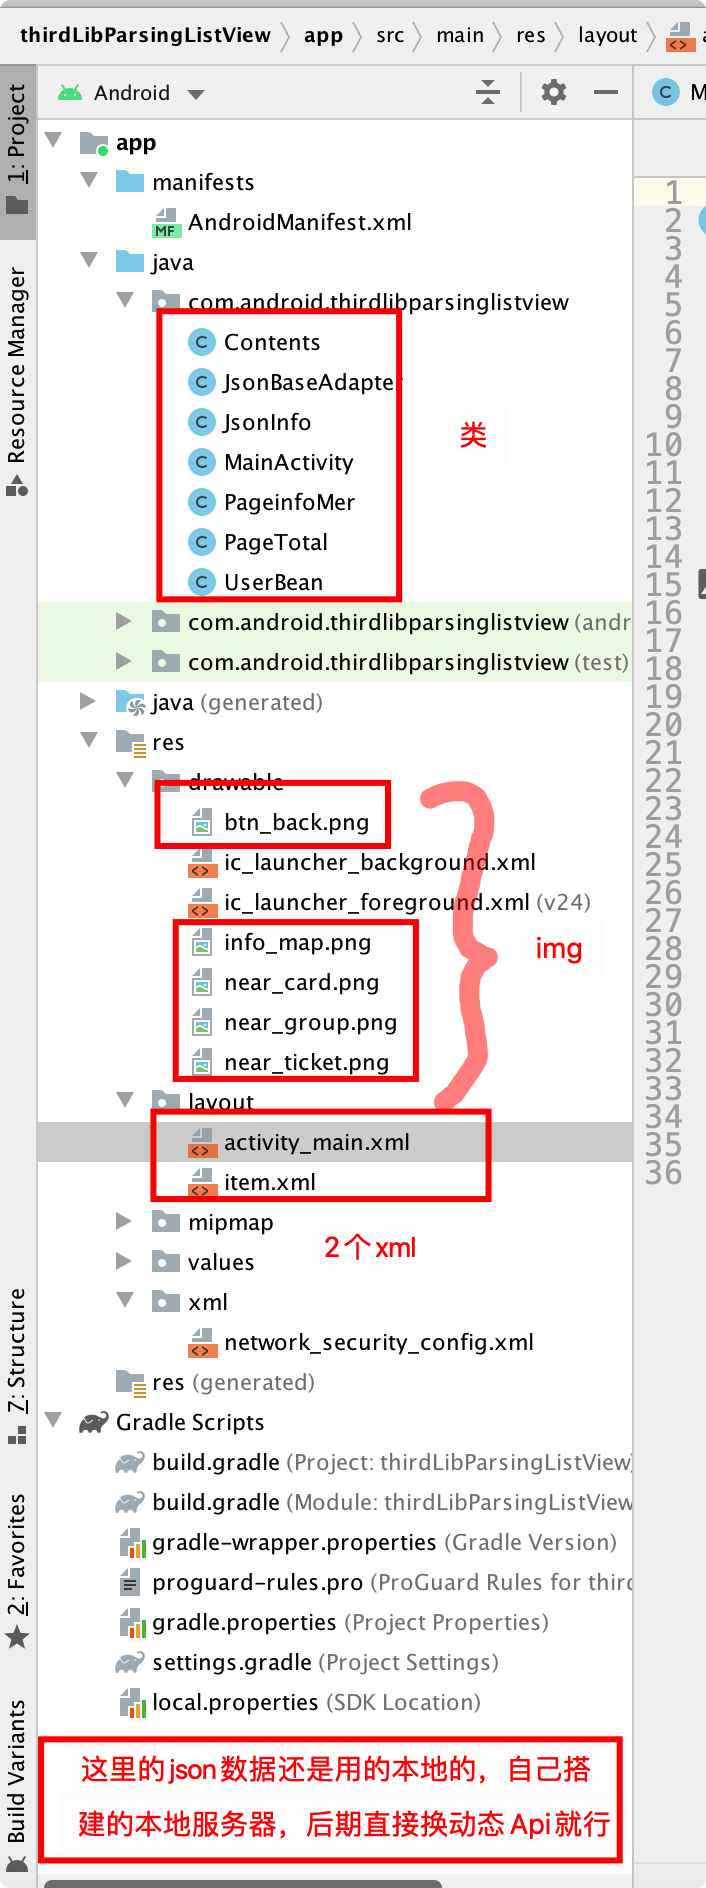 thirdLibParsingListView app src main res layout
Android
1: Project
app
manifests
AndroidManifest.xml
java
com.android.thirdlibparsinglistview
Contents
JsonBaseAdapter
JsonInfo
MainActivity
PageinfoMer
PageTotal
UserBean
类
com.android.thirdlibparsinglistview (andr
com.android.thirdlibparsinglistview (test)
java (generated)
res
drawable
btn_back.png
ic_launcher_background.xml
ic_launcher_foreground.xml (v24)
info_map.png
near_card.png
near_group.png
near_ticket.png
img
layout
activity_main.xml
item.xml
mipmap
2个xml
values
xml
network_security_config.xml
res (generated)
Gradle Scripts
build.gradle (Project: thirdLibParsingListView)
build.gradle (Module: thirdLibParsingListView
gradle-wrapper.properties (Gradle Version)
proguard-rules.pro (ProGuard Rules for third
gradle.properties (Project Properties)
settings.gradle (Project Settings)
local.properties (SDK Location)
这里的json数据还是用的本地的，自己搭
建的本地服务器，后期直接换动态Api就行
Resource Manager
7: Structure
2: Favorites
Build Variants
C M
1
2
3
4
5
6
7
8
9
10
11
12
13
14
15
16
17
18
19
20
21
22
23
24
25
26
27
28
29
30
31
32
33
34
35
36